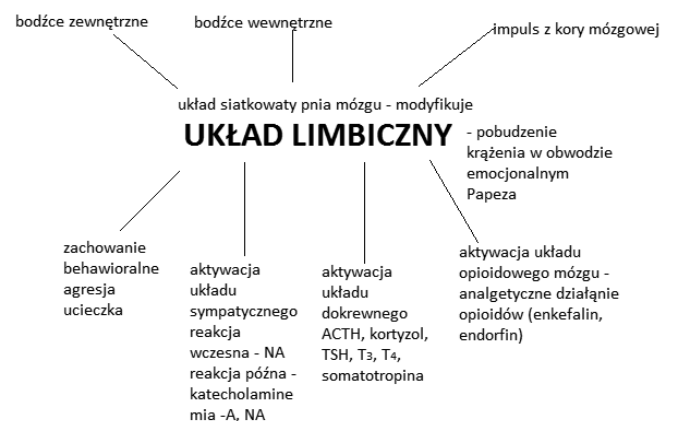 bodźce zewnętrzne
bodźce wewnętrzne
impuls z kory mózgowej
układ siatkowaty pnia mózgu - modyfikuje
UKŁAD LIMBICZNY
- pobudzenie
krążenia w obwodzie
emocjonalnym
Papeza
zachowanie
behawioralne
agresja
ucieczka
aktywacja
układu
sympatycznego
reakcja
wczesna - NA
reakcja późna -
katecholamine
mia -A, NA
aktywacja
układu
dokrewnego
ACTH, kortyzol,
TSH, T₃, T₄,
somatotropina
aktywacja układu
opioidowego mózgu -
analgetyczne działąnie
opioidów (enkefalin,
endorfin)